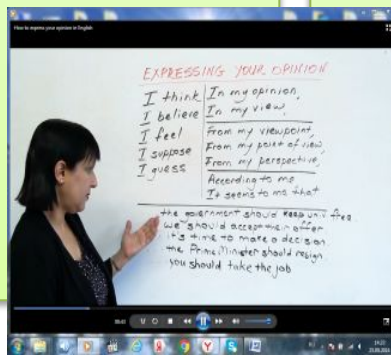 How to express your opinion in English
EXPRESSING YOUR OPINION
I think
I believe
I feel
I suppose
I guess
In my opinion,
In my view,
From my viewpoint,
From my point of view,
From my perspective,
According to me
It seems to me that
the government should keep univ free
we should accept their offer
it's time to make a decision
the Prime Minister should resign
you should take the job